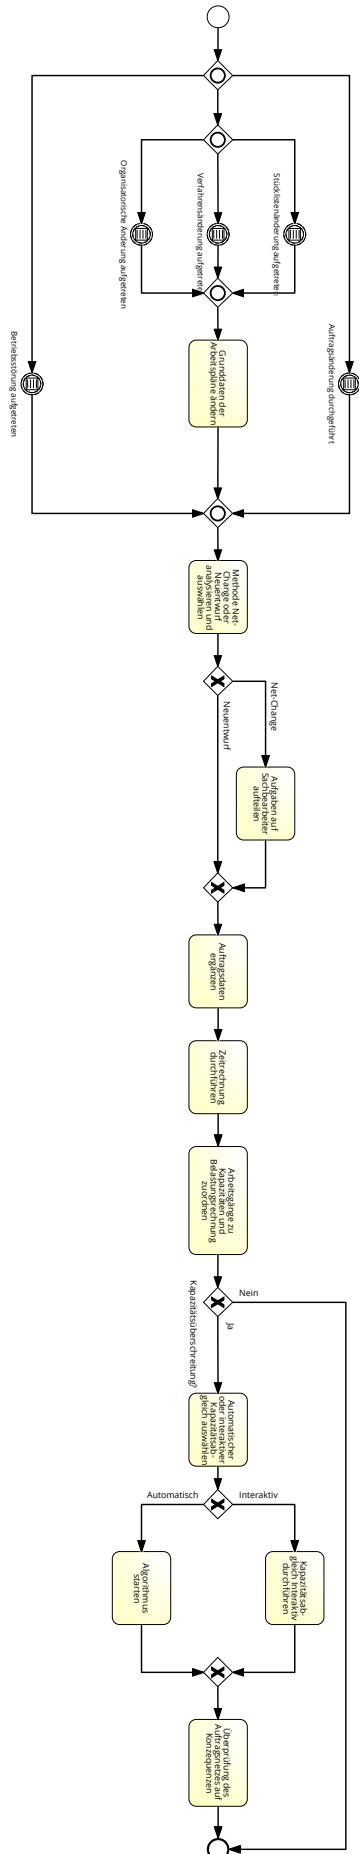 Organisatorische Änderung aufgetreten
Verfahrensänderung aufgetreten
Stücklistenänderung aufgetreten
Betriebsstörung aufgetreten
Auftragsänderung durchgeführt
Grunddaten der
Arbeitspläne ändern
Methode Net-
Change oder
Neuentwurf
analysieren und
auswählen
Net-Change
Neuentwurf
Aufgaben auf
Sachbearbeiter
aufteilen
Auftragsdaten
ergänzen
Zeitrechnung
durchführen
Arbeitsgänge zu
Kapazitäten und
Belastungsrechnung
zuordnen
Kapazitätsüberschreitung?
Nein
Ja
Automatischer
oder interaktiver
Kapazitätsab-
gleich auswählen
Automatisch
Interaktiv
Algorithmus
starten
Kapazitätsab-
gleich Interaktiv
durchführen
Überprüfung des
Auftragsnetzes auf
Konzequenzen